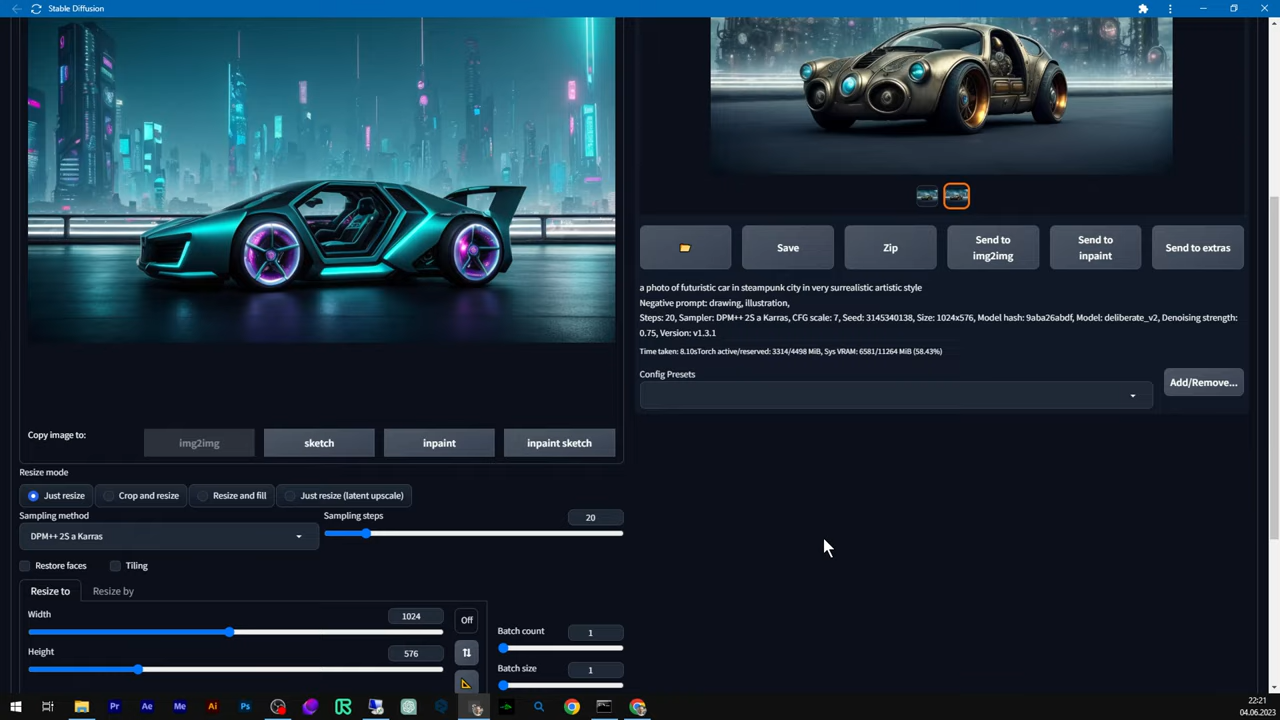 Stable Diffusion
Save
Zip
Send to
img2img
Send to
inpaint
Send to extras
a photo of futuristic car in steampunk city in very surrealistic artistic style
Negative prompt: drawing, illustration,
Steps: 20, Sampler: DPM++ 2S a Karras, CFG scale: 7, Seed: 3145340138, Size: 1024x576, Model hash: 9aba26abdf, Model: deliberate_v2, Denoising strength:
0.75, Version: v1.3.1
Time taken: 8.10sTorch active/reserved: 3314/4498 MiB, Sys VRAM: 6581/11264 MiB (58.43%)
Config Presets
Add/Remove...
Copy image to:
img2img
sketch
inpaint
inpaint sketch
Resize mode
Just resize
Crop and resize
Resize and fill
Just resize (latent upscale)
Sampling method
Sampling steps
20
DPM++ 2S a Karras
Restore faces
Tiling
Resize to
Resize by
Width
1024
Off
Height
576
Batch count
1
Batch size
1
Pr
Ae
Me
Ai
Ps
22:21
04.06.2023